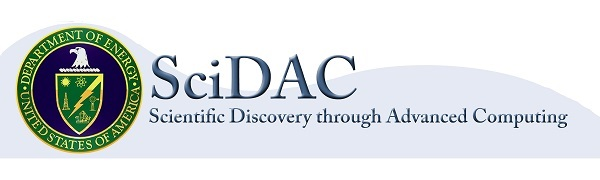 DEPARTMENT OF ENERGY
UNITED STATES OF AMERICA
SciDAC
Scientific Discovery through Advanced Computing